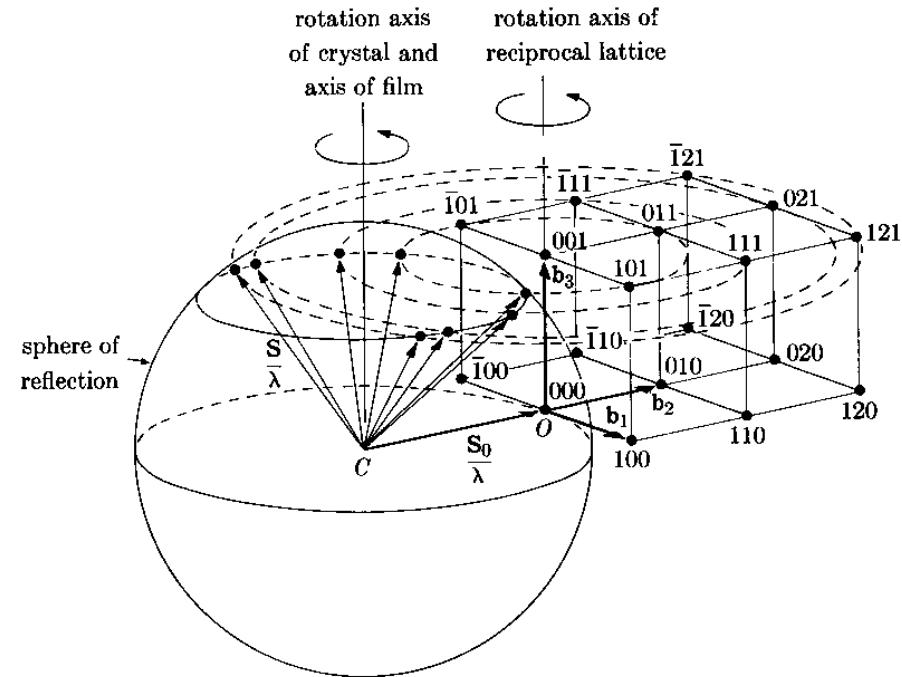 rotation axis
of crystal and
axis of film
rotation axis of
reciprocal lattice
1̅21
1̅11
021
1̅01
011
121
001
111
101
b₃
1̅20
S
λ
sphere of
reflection
1̅10
1̅00
010
020
000
b₂
b₁
O
120
S₀
λ
110
C
100